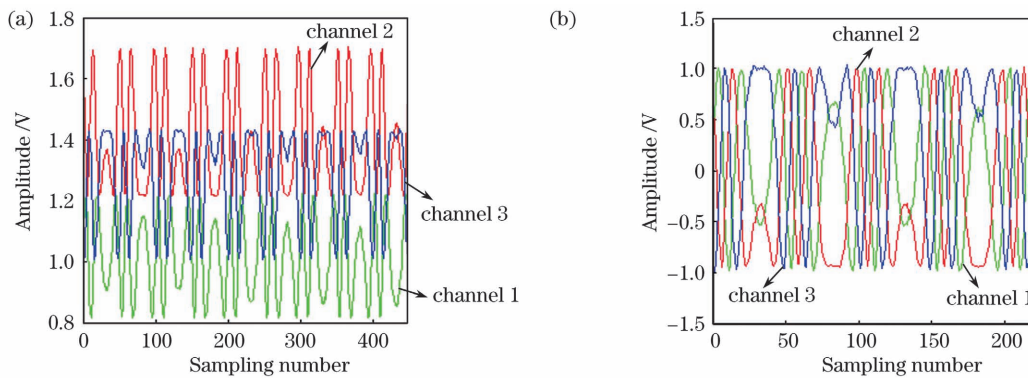 (a)
1.8
1.6
1.4
1.2
1.0
0.8
Amplitude /V
0
100
200
300
400
Sampling number
channel 2
channel 3
channel 1
(b)
1.5
1.0
0.5
0
−0.5
−1.0
−1.5
Amplitude /V
0
50
100
150
200
Sampling number
channel 2
channel 3
channel 1